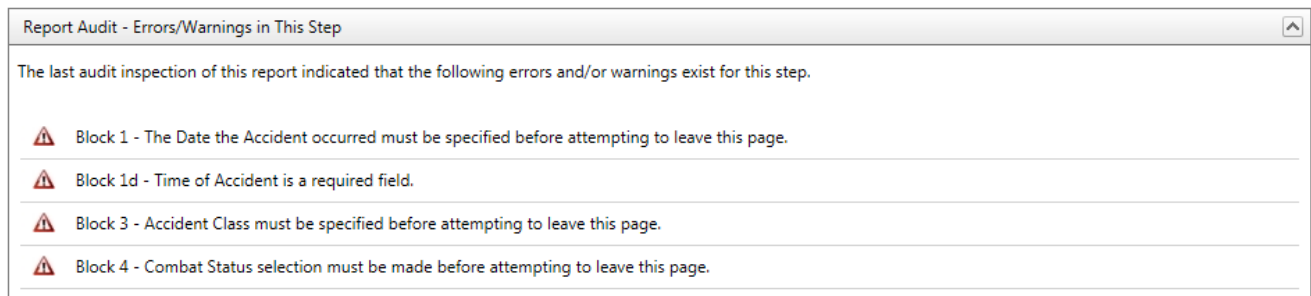 Report Audit - Errors/Warnings in This Step
The last audit inspection of this report indicated that the following errors and/or warnings exist for this step.
Block 1 - The Date the Accident occurred must be specified before attempting to leave this page.
Block 1d - Time of Accident is a required field.
Block 3 - Accident Class must be specified before attempting to leave this page.
Block 4 - Combat Status selection must be made before attempting to leave this page.